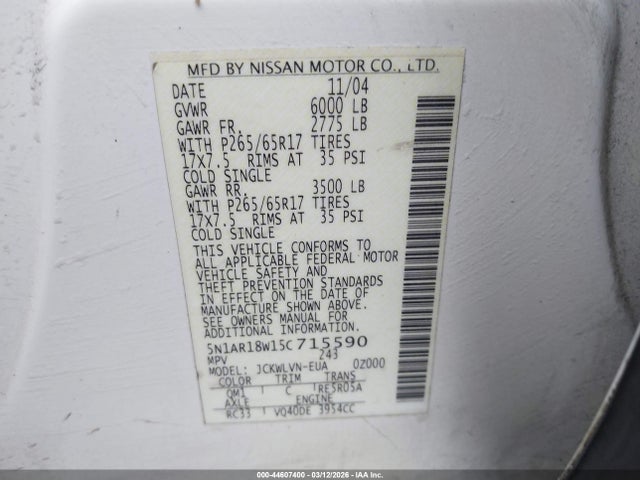 MFD BY NISSAN MOTOR CO., LTD.
DATE 11/04
GVWR 6000 LB
GAWR FR. 2775 LB
WITH P265/65R17 TIRES
17X7.5 RIMS AT 35 PSI
COLD SINGLE
GAWR RR. 3500 LB
WITH P265/65R17 TIRES
17X7.5 RIMS AT 35 PSI
COLD SINGLE
THIS VEHICLE CONFORMS TO
ALL APPLICABLE FEDERAL MOTOR
VEHICLE SAFETY AND
THEFT PREVENTION STANDARDS
IN EFFECT ON THE DATE OF
MANUFACTURE SHOWN ABOVE.
SEE OWNERS MANUAL FOR
ADDITIONAL INFORMATION
5N1AR18W15C715590
MPV 243
MODEL: JCKWLVN-EUA 0Z000
COLOR TRIM TRANS
QM1 C RE5R05A
AXLE ENGINE
RC33 VQ40DE 3954CC
000-44607400 | 03/12/2026 - IAA Inc.